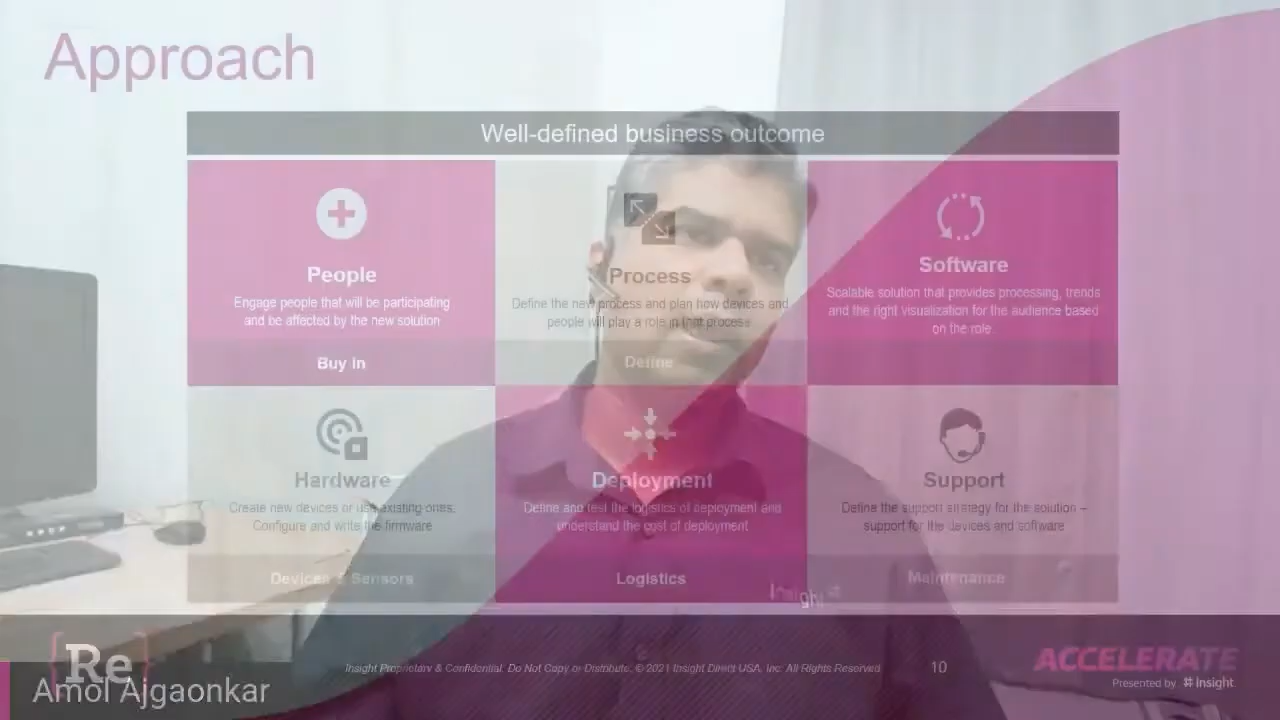 Approach
Well-defined business outcome
People
Engage people that will be participating
and be affected by the new solution
Buy in
Process
Define the new process and plan how devices and
people will play a role in that process
Define
Software
Scalable solution that provides processing, trends
and the right visualization for the audience based
on the role.
Hardware
Create new devices or use existing ones.
Configure and write the firmware
Devices & Sensors
Deployment
Define and test the logistics of deployment and
understand the cost of deployment
Logistics
Support
Define the support strategy for the solution –
support for the devices and software
Maintenance
Insight
[Re]
Amol Ajgaonkar
Insight Proprietary & Confidential. Do Not Copy or Distribute. © 2021 Insight Direct USA, Inc. All Rights Reserved
10
ACCELERATE
Presented by Insight